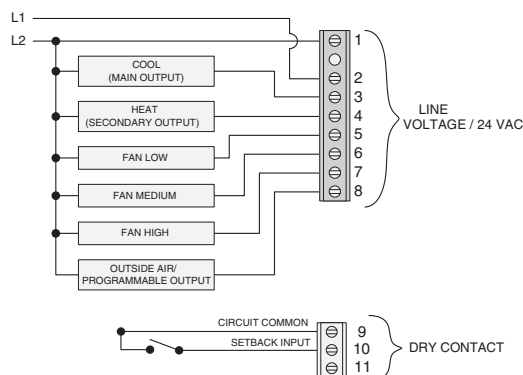 L1
L2
COOL
(MAIN OUTPUT)
HEAT
(SECONDARY OUTPUT)
FAN LOW
FAN MEDIUM
FAN HIGH
OUTSIDE AIR/
PROGRAMMABLE OUTPUT
1
2
3
4
5
6
7
8
LINE
VOLTAGE / 24 VAC
CIRCUIT COMMON
SETBACK INPUT
9
10
11
DRY CONTACT